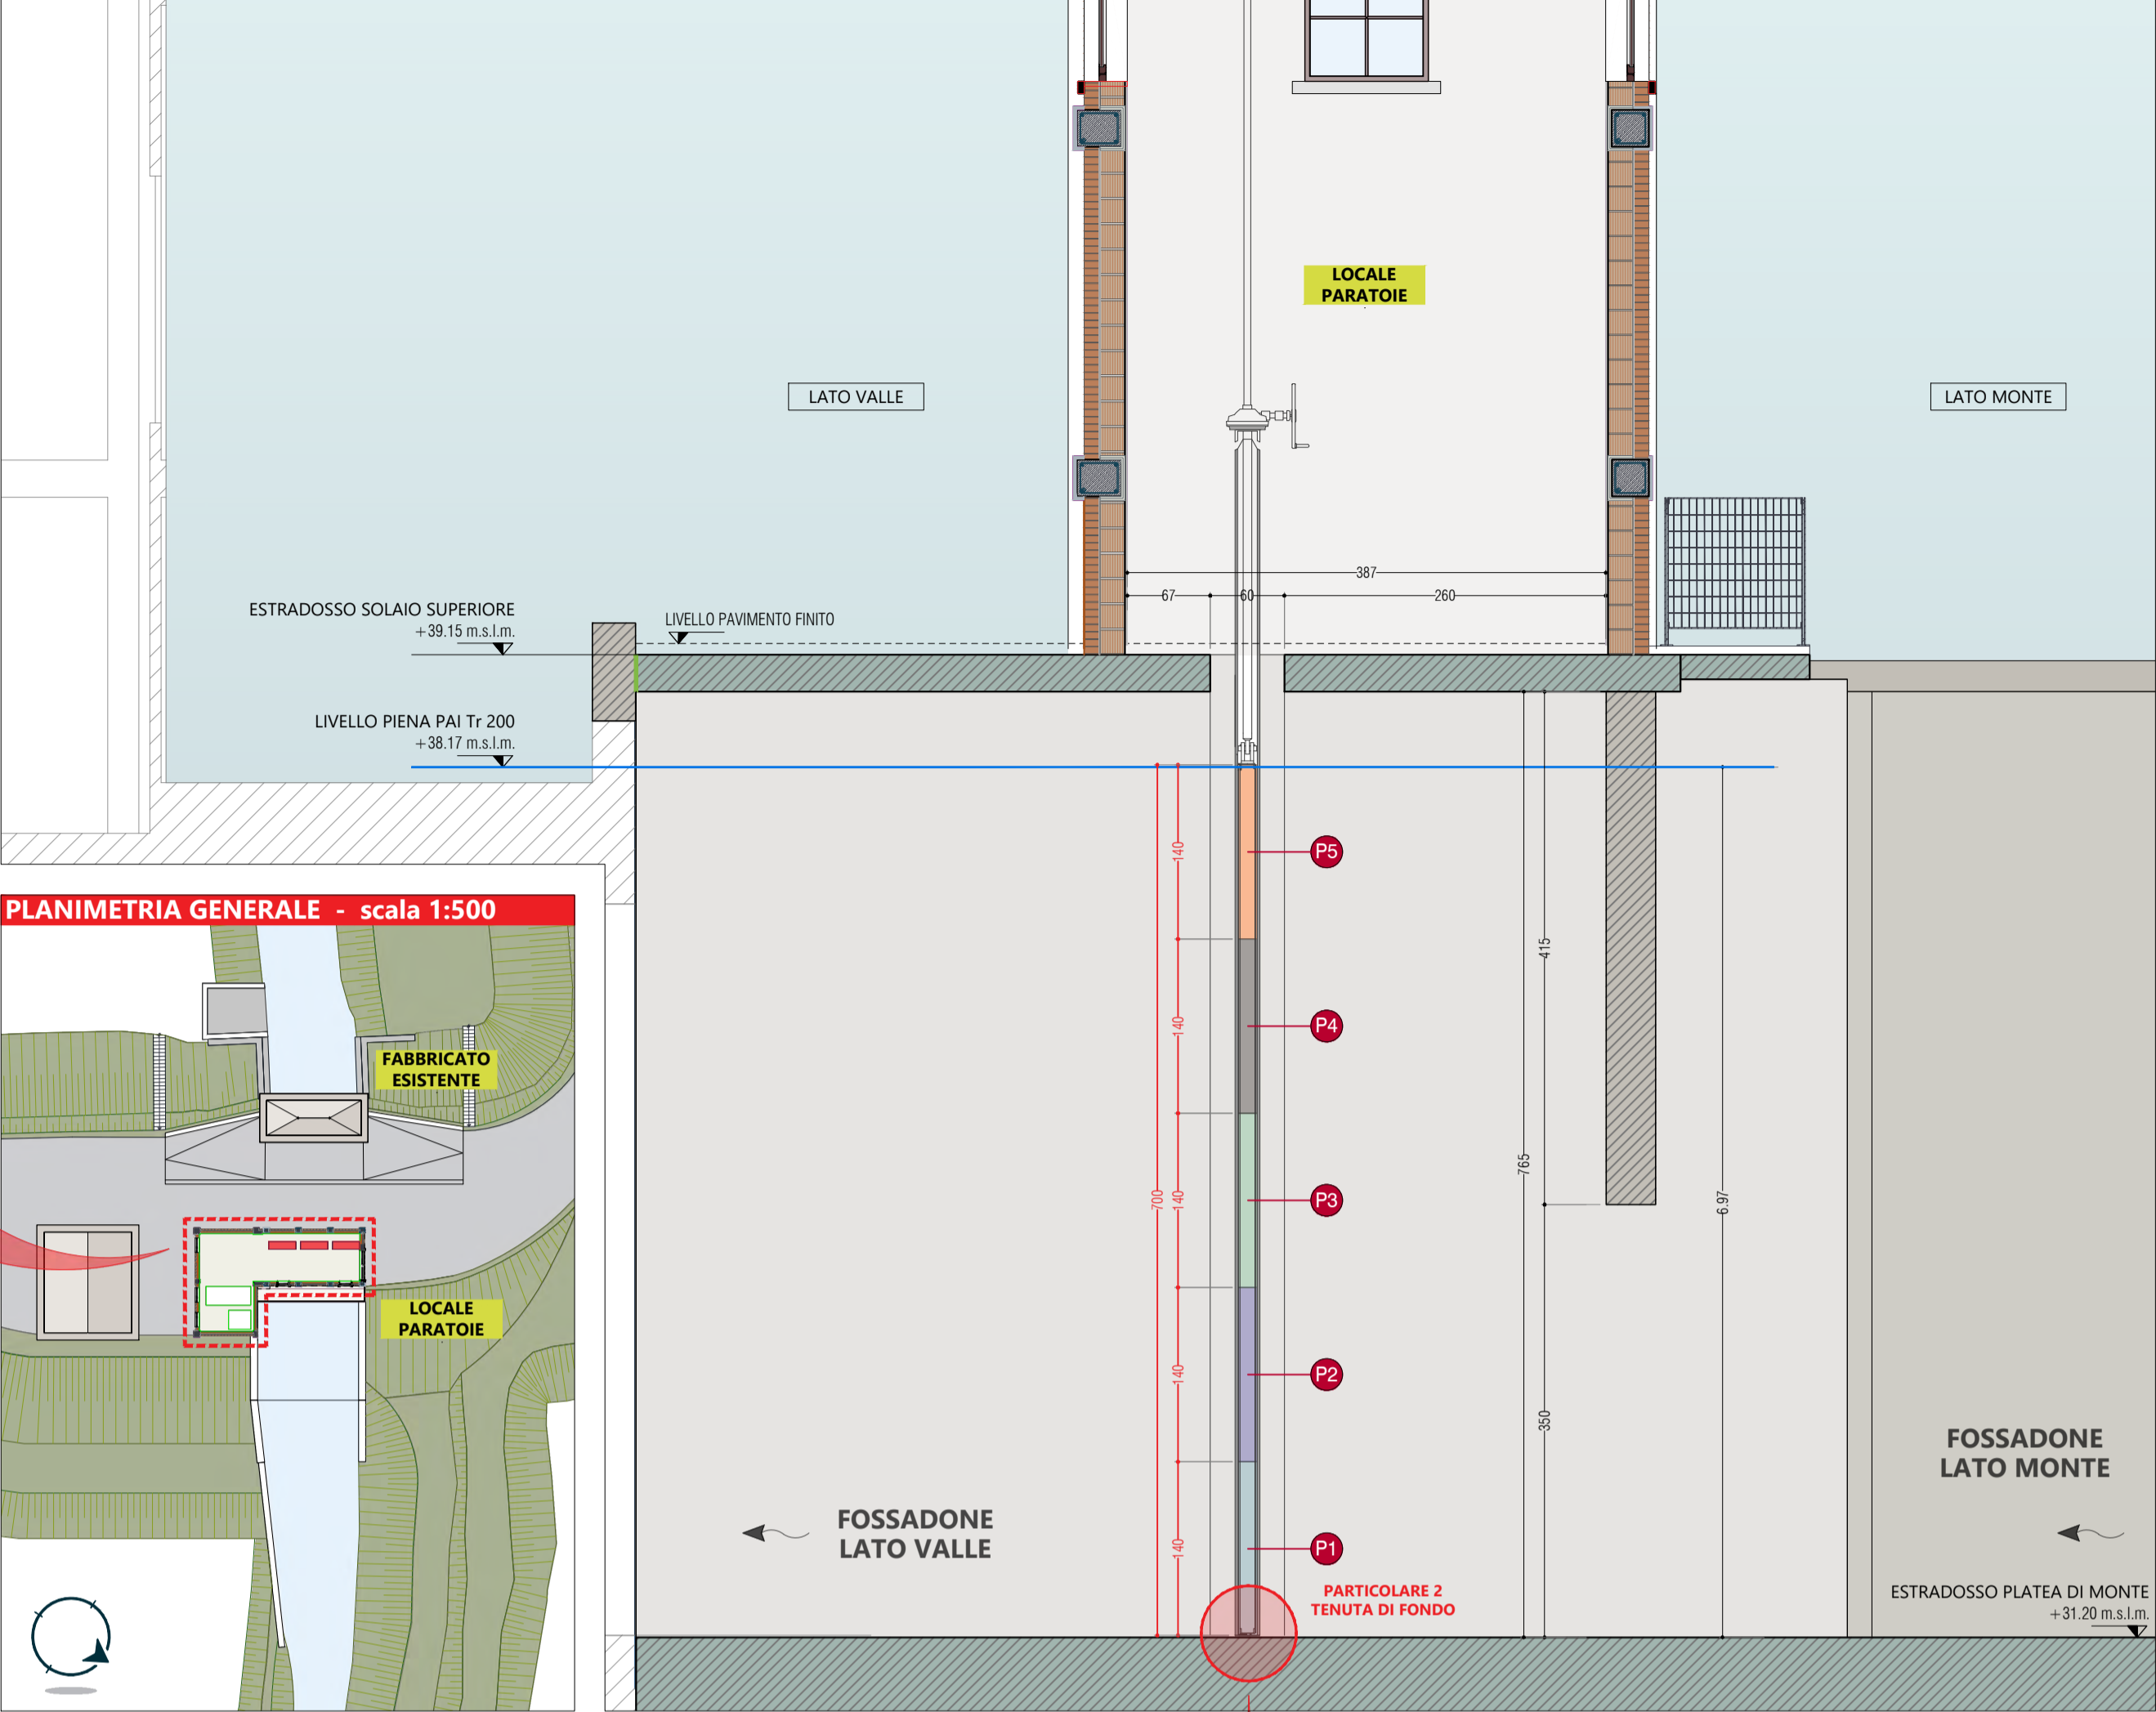 LOCALE
PARATOIE
LATO VALLE
LATO MONTE
387
67
60
260
ESTRADOSSO SOLAIO SUPERIORE
+39.15 m.s.l.m.
LIVELLO PAVIMENTO FINITO
LIVELLO PIENA PAI Tr 200
+38.17 m.s.l.m.
140
P5
415
140
P4
765
700
140
P3
6.97
140
P2
350
140
P1
PLANIMETRIA GENERALE - scala 1:500
FABBRICATO
ESISTENTE
LOCALE
PARATOIE
FOSSADONE
LATO VALLE
FOSSADONE
LATO MONTE
PARTICOLARE 2
TENUTA DI FONDO
ESTRADOSSO PLATEA DI MONTE
+31.20 m.s.l.m.